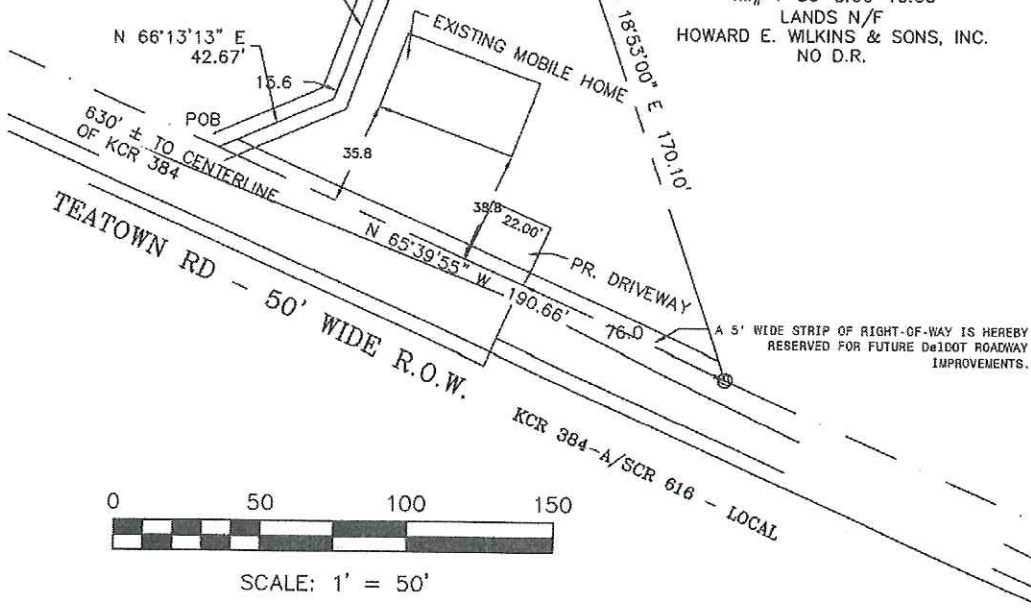 LANDS N/F
HOWARD E. WILKINS & SONS, INC.
NO D.R.
N 66°13'13" E
42.67'
15.6
EXISTING MOBILE HOME
18°53'00" E 170.10'
POB
630' ± TO CENTERLINE
OF KCR 384
35.8
38.8
22.00'
N 65°39'55" W 190.66'
PR. DRIVEWAY
76.0
A 5' WIDE STRIP OF RIGHT-OF-WAY IS HEREBY
RESERVED FOR FUTURE DelDOT ROADWAY
IMPROVEMENTS.
TEATOWN RD - 50' WIDE R.O.W.
KCR 384-A/SCR 616 - LOCAL
0 50 100 150
SCALE: 1' = 50'